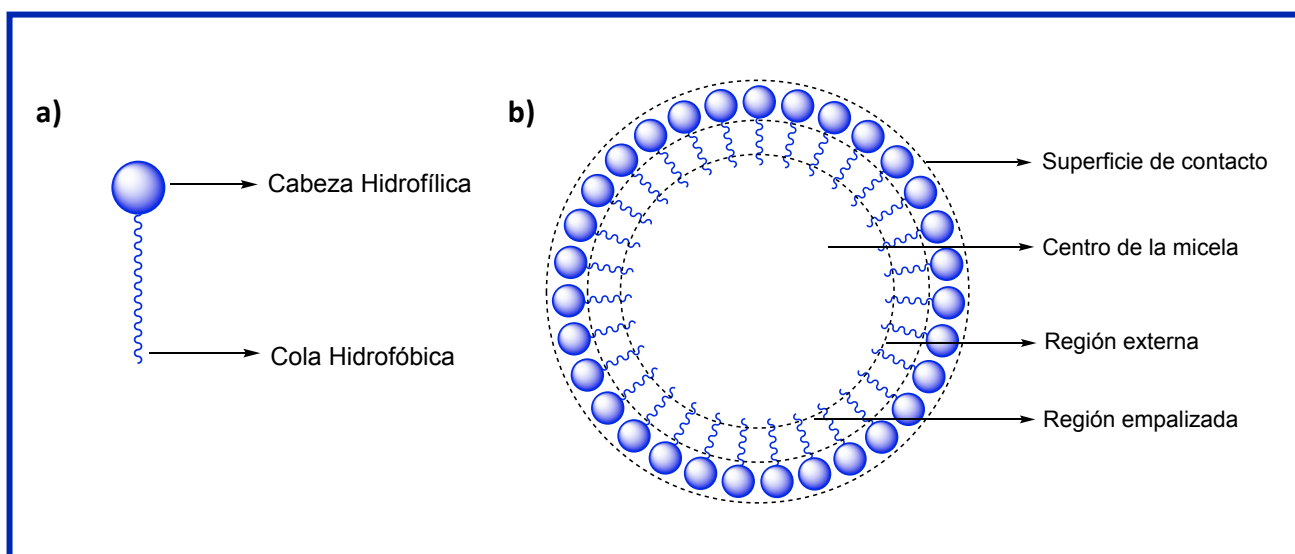 a)
Cabeza Hidrofílica
Cola Hidrofóbica
b)
Superficie de contacto
Centro de la micela
Región externa
Región empalizada